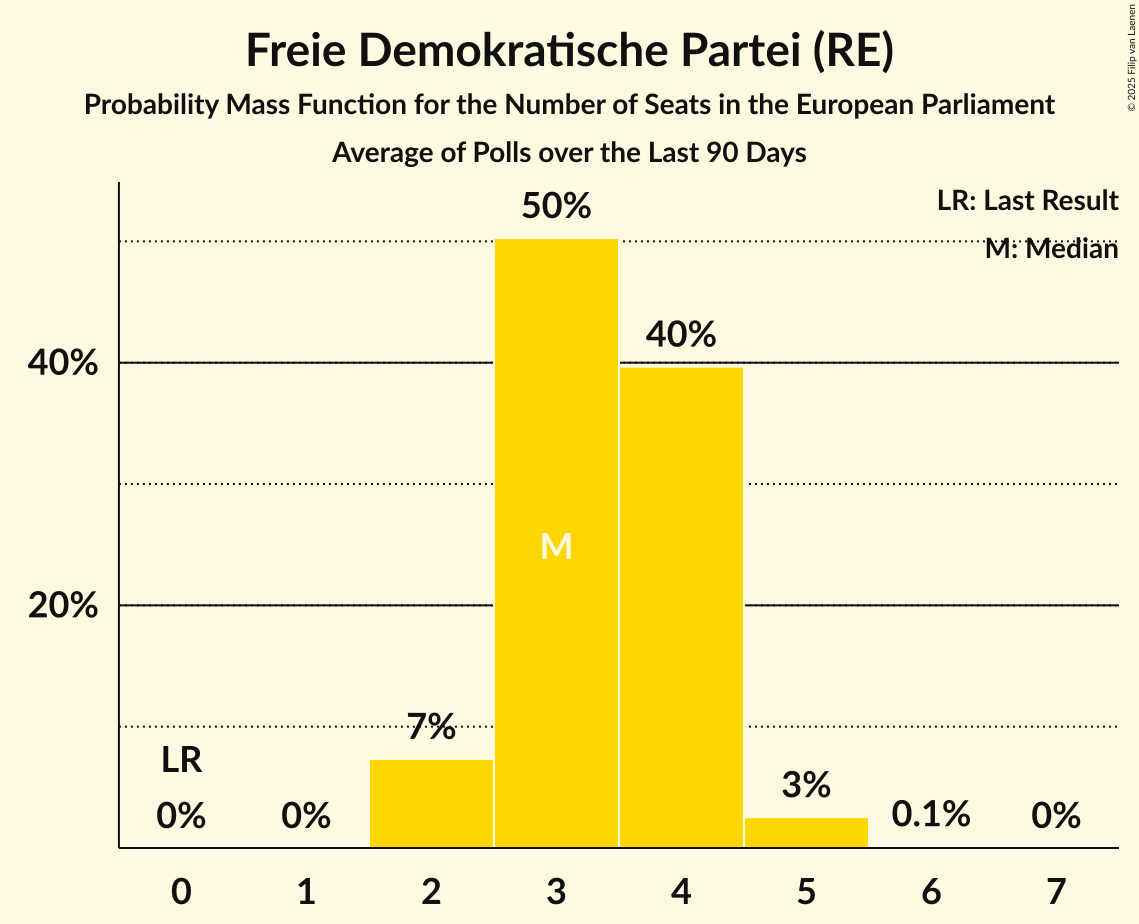 Freie Demokratische Partei (RE)
Probability Mass Function for the Number of Seats in the European Parliament
Average of Polls over the Last 90 Days
© 2025 Filip van Laenen
LR: Last Result
M: Median
50%
40%
40%
20%
M
7%
LR
3%
0%
0%
0.1%
0%
0 1 2 3 4 5 6 7